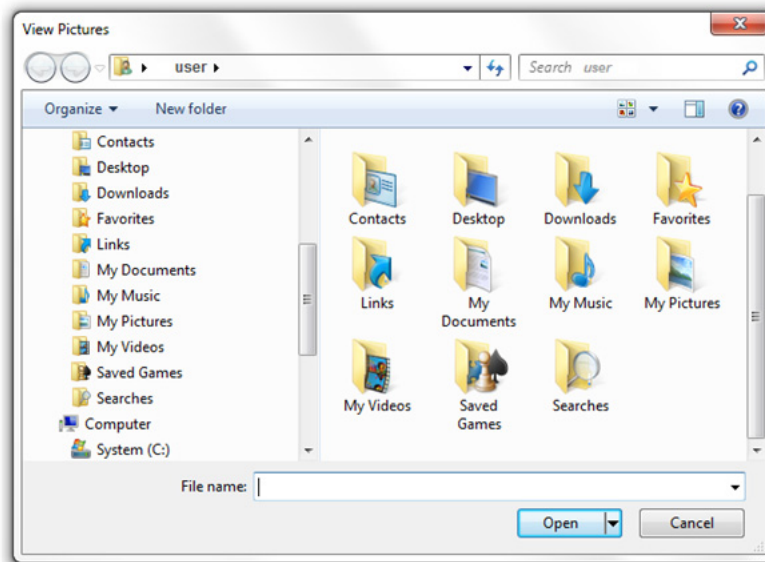 View Pictures
user
Search user
Organize
New folder
Contacts
Desktop
Downloads
Favorites
Links
My Documents
My Music
My Pictures
My Videos
Saved Games
Searches
Computer
System (C:)
Contacts
Desktop
Downloads
Favorites
Links
My
Documents
My Music
My Pictures
My Videos
Saved
Games
Searches
File name:
Open
Cancel